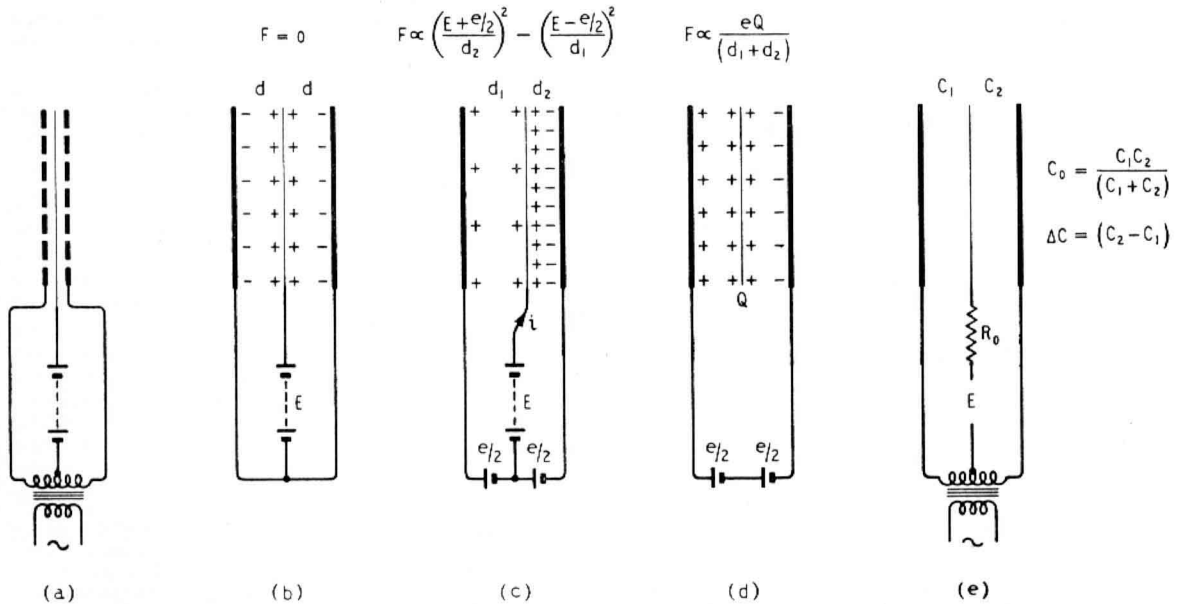 F = 0
F ∝ ((E + e/2)/d₂)² − ((E − e/2)/d₁)²
F ∝ eQ/(d₁ + d₂)
d d
d₁ d₂
C₁ C₂
- + + -
- + + -
- + + -
- + + -
- + + -
- + + -
- + + -
+ + + -
+ -
+ -
+ + + -
+ -
+ -
+ + + -
+ -
+ -
+ + + -
+ + + -
+ + + -
+ + + -
+ + + -
+ + + -
+ + + -
C₀ = C₁C₂/(C₁ + C₂)
ΔC = (C₂ − C₁)
Q
i
R₀
E
E
E
e/2 e/2
e/2 e/2
~
~
(a) (b) (c) (d) (e)